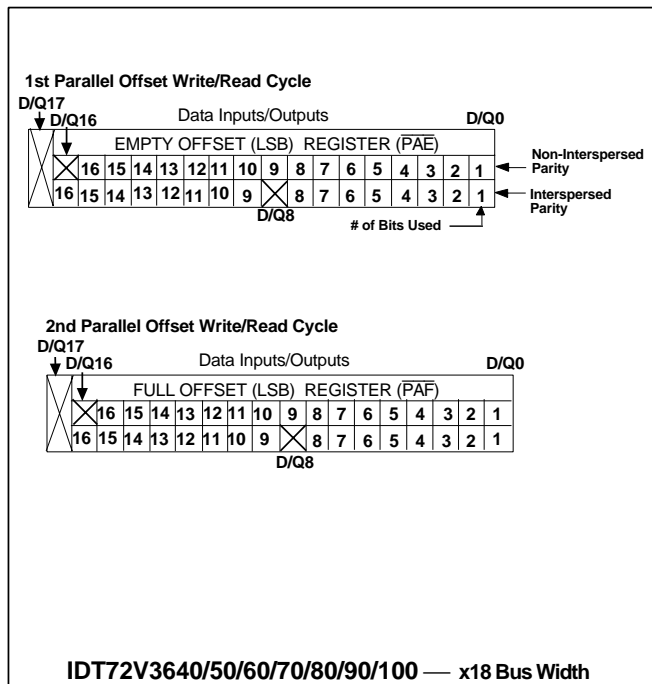 1st Parallel Offset Write/Read Cycle
D/Q17
D/Q16
Data Inputs/Outputs
D/Q0
EMPTY OFFSET (LSB) REGISTER (PAE)
16 15 14 13 12 11 10 9 8 7 6 5 4 3 2 1
Non-Interspersed
Parity
16 15 14 13 12 11 10 9 8 7 6 5 4 3 2 1
Interspersed
Parity
D/Q8
# of Bits Used
2nd Parallel Offset Write/Read Cycle
D/Q17
D/Q16
Data Inputs/Outputs
D/Q0
FULL OFFSET (LSB) REGISTER (PAF)
16 15 14 13 12 11 10 9 8 7 6 5 4 3 2 1
16 15 14 13 12 11 10 9 8 7 6 5 4 3 2 1
D/Q8
IDT72V3640/50/60/70/80/90/100 — x18 Bus Width